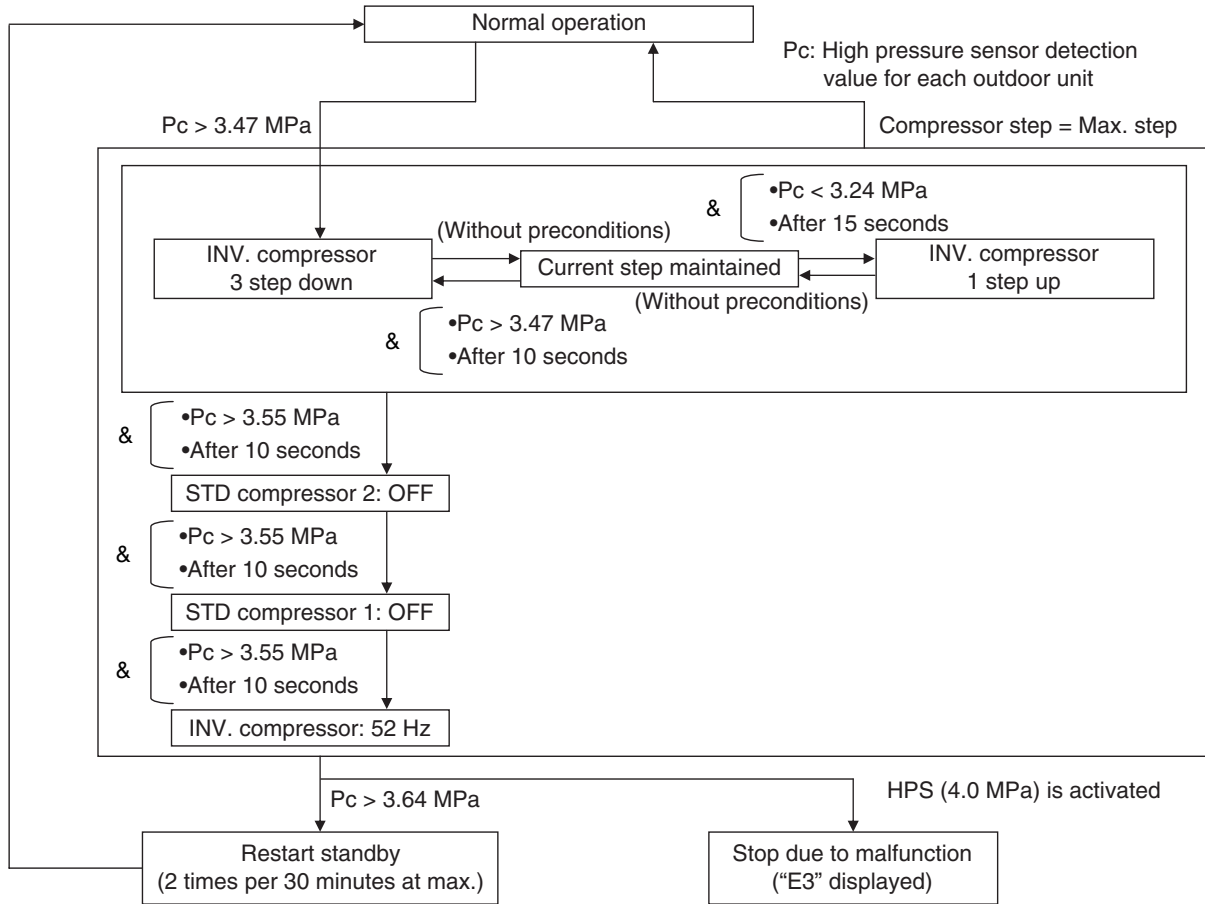 Normal operation
Pc: High pressure sensor detection
value for each outdoor unit
Pc > 3.47 MPa
Compressor step = Max. step
&
•Pc < 3.24 MPa
•After 15 seconds
(Without preconditions)
INV. compressor
3 step down
Current step maintained
INV. compressor
1 step up
(Without preconditions)
&
•Pc > 3.47 MPa
•After 10 seconds
&
•Pc > 3.55 MPa
•After 10 seconds
STD compressor 2: OFF
&
•Pc > 3.55 MPa
•After 10 seconds
STD compressor 1: OFF
&
•Pc > 3.55 MPa
•After 10 seconds
INV. compressor: 52 Hz
Pc > 3.64 MPa
HPS (4.0 MPa) is activated
Restart standby
(2 times per 30 minutes at max.)
Stop due to malfunction
(“E3” displayed)